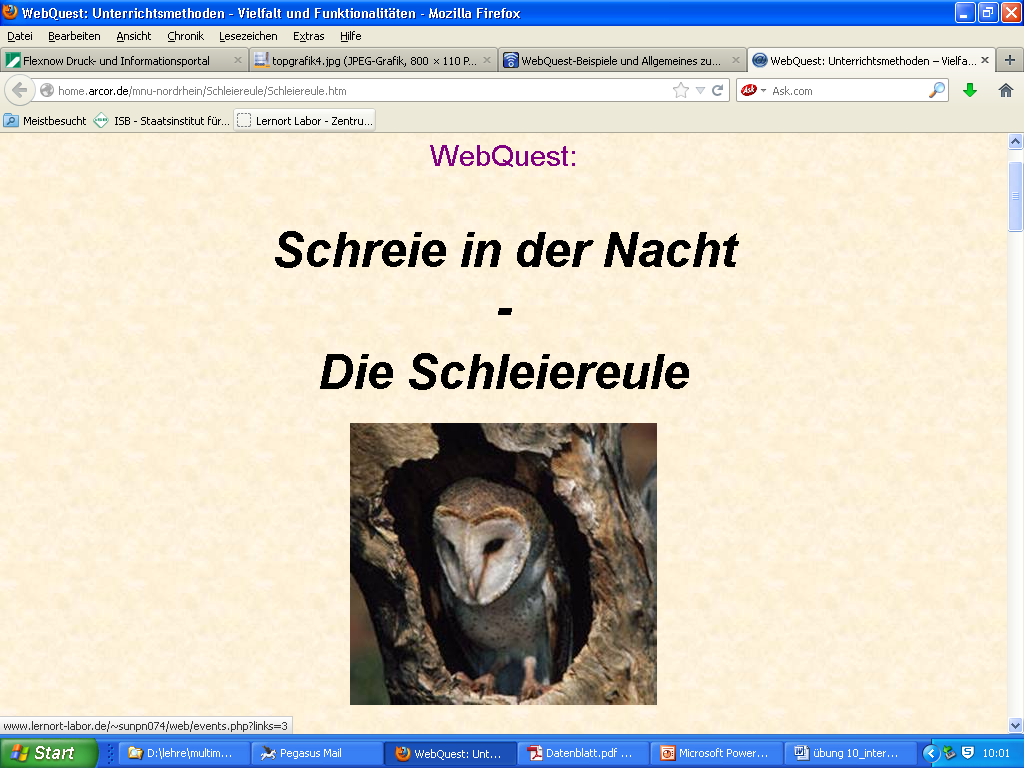 WebQuest: Unterrichtsmethoden - Vielfalt und Funktionalitäten - Mozilla Firefox
Datei Bearbeiten Ansicht Chronik Lesezeichen Extras Hilfe
Flexnow Druck- und Informationsportal topgrafik4.jpg (JPEG-Grafik, 800 × 110 P... WebQuest-Beispiele und Allgemeines zu... WebQuest: Unterrichtsmethoden – Vielfa...
home.arcor.de/mnu-nordrhein/Schleiereule/Schleiereule.htm Ask Ask.com
Meistbesucht ISB - Staatsinstitut für... Lernort Labor - Zentru...
WebQuest:
Schreie in der Nacht
-
Die Schleiereule
www.lernort-labor.de/~sunpn074/web/events.php?links=3
Start D:\lehre\multim... Pegasus Mail WebQuest: Unt... Datenblatt.pdf ... Microsoft Power... übung 10_inter... 10:01